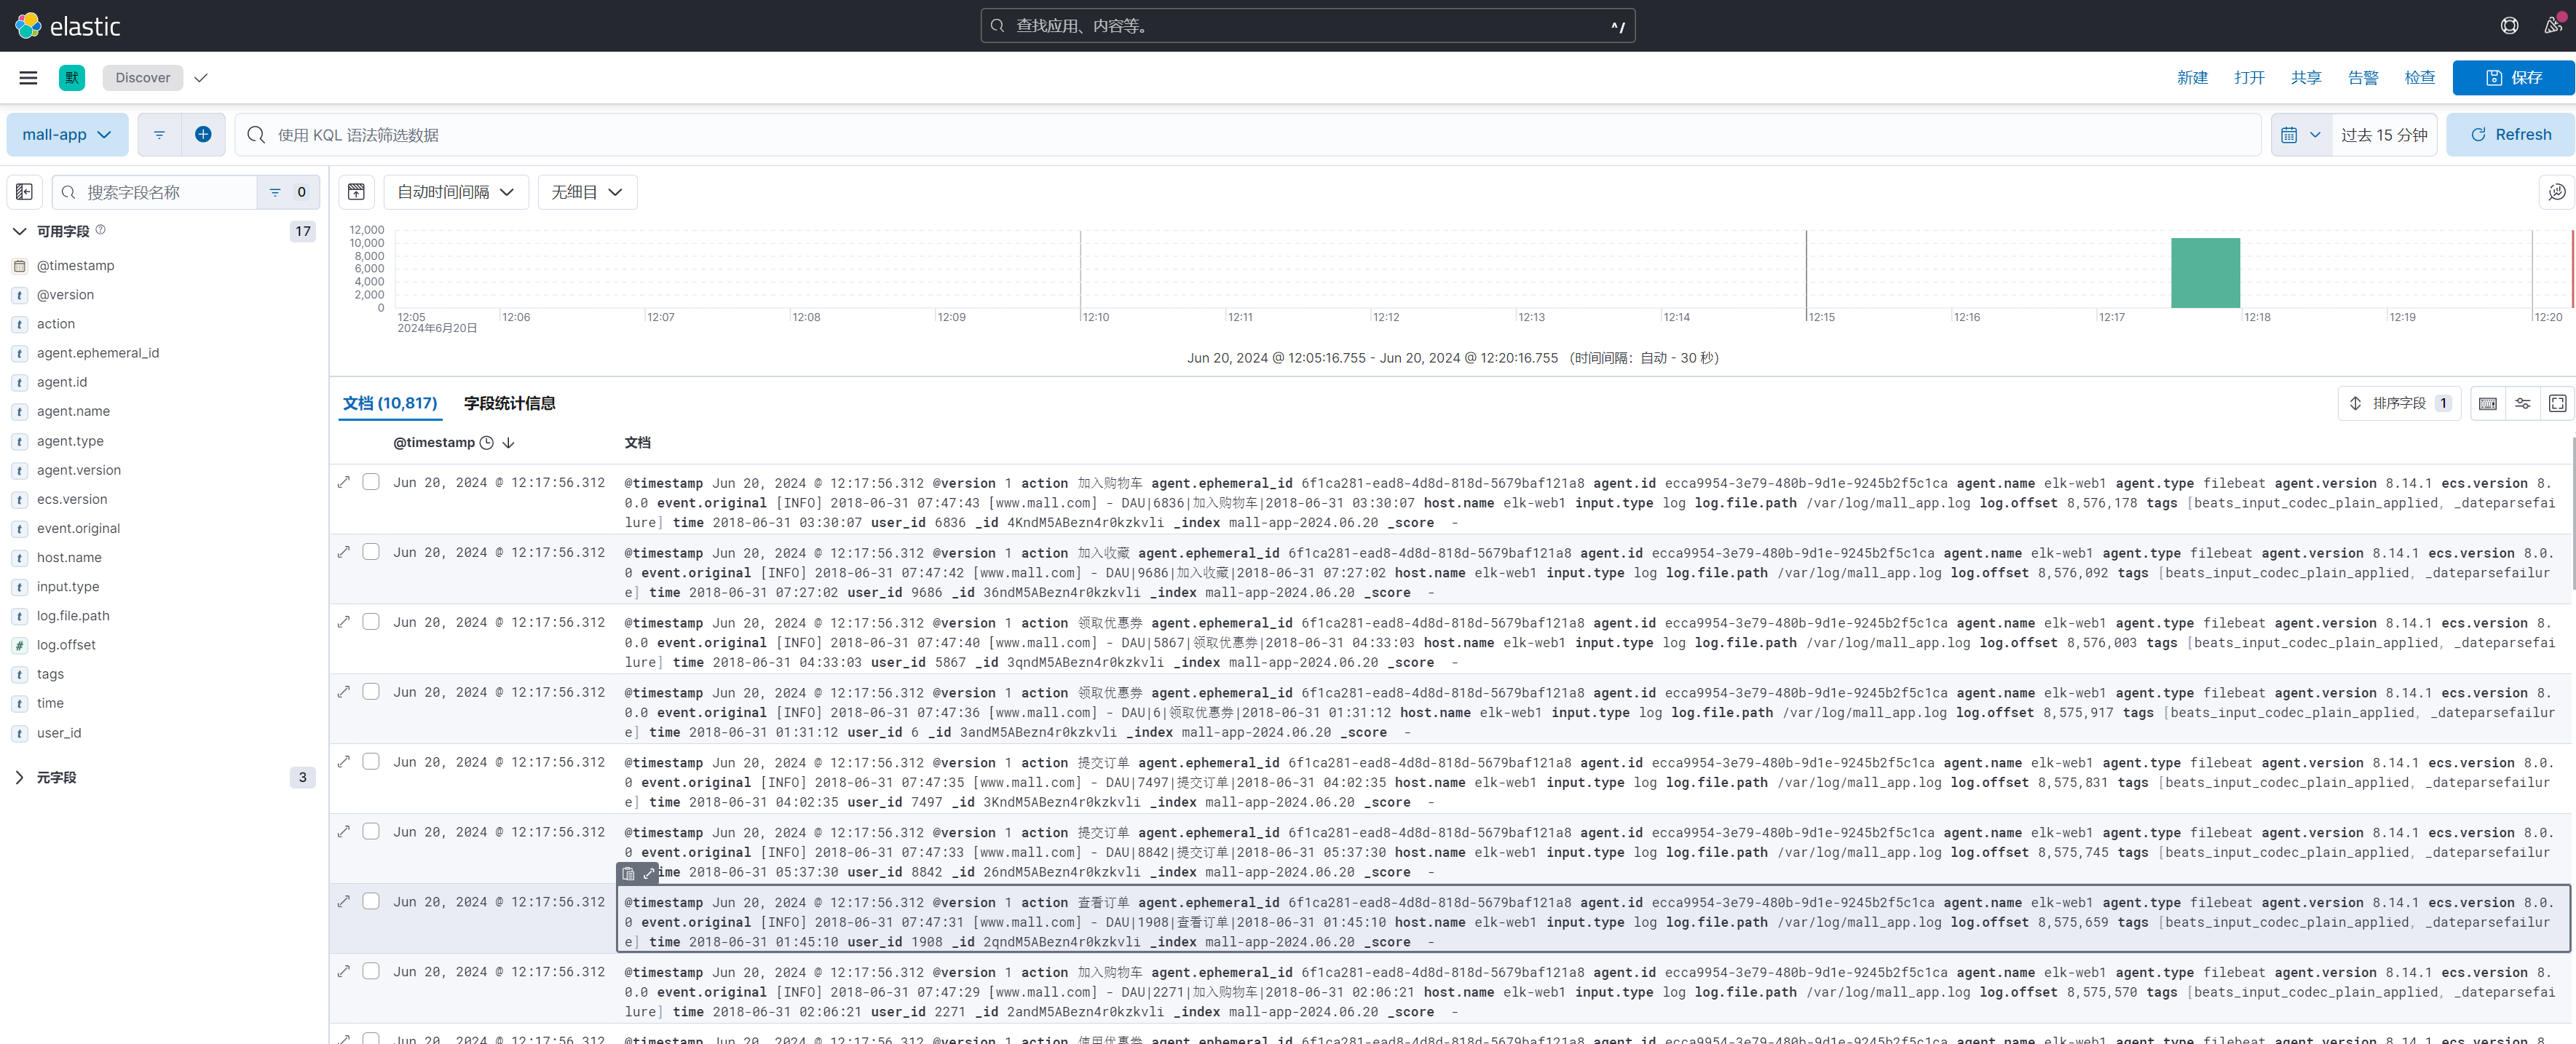 elastic
查找应用、内容等。 ^/
默 Discover 新建 打开 共享 告警 检查 保存
mall-app 使用 KQL 语法筛选数据 过去 15 分钟 Refresh
搜索字段名称 0
可用字段 17
@timestamp
@version
action
agent.ephemeral_id
agent.id
agent.name
agent.type
agent.version
ecs.version
event.original
host.name
input.type
log.file.path
log.offset
tags
time
user_id
元字段 3
自动时间间隔 无细目
12,000
10,000
8,000
6,000
4,000
2,000
0
12:05 12:06 12:07 12:08 12:09 12:10 12:11 12:12 12:13 12:14 12:15 12:16 12:17 12:18 12:19 12:20
2024年6月20日
Jun 20, 2024 @ 12:05:16.755 - Jun 20, 2024 @ 12:20:16.755 （时间间隔：自动 - 30 秒）
文档 (10,817) 字段统计信息 排序字段 1
@timestamp 文档
Jun 20, 2024 @ 12:17:56.312 @timestamp Jun 20, 2024 @ 12:17:56.312 @version 1 action 加入购物车 agent.ephemeral_id 6f1ca281-ead8-4d8d-818d-5679baf121a8 agent.id ecca9954-3e79-480b-9d1e-9245b2f5c1ca agent.name elk-web1 agent.type filebeat agent.version 8.14.1 ecs.version 8.
0.0 event.original [INFO] 2018-06-31 07:47:43 [www.mall.com] - DAU|6836|加入购物车|2018-06-31 03:30:07 host.name elk-web1 input.type log log.file.path /var/log/mall_app.log log.offset 8,576,178 tags [beats_input_codec_plain_applied, _dateparsefai
lure] time 2018-06-31 03:30:07 user_id 6836 _id 4KndM5ABezn4r0kzkvli _index mall-app-2024.06.20 _score -
Jun 20, 2024 @ 12:17:56.312 @timestamp Jun 20, 2024 @ 12:17:56.312 @version 1 action 加入收藏 agent.ephemeral_id 6f1ca281-ead8-4d8d-818d-5679baf121a8 agent.id ecca9954-3e79-480b-9d1e-9245b2f5c1ca agent.name elk-web1 agent.type filebeat agent.version 8.14.1 ecs.version 8.0.
0 event.original [INFO] 2018-06-31 07:47:42 [www.mall.com] - DAU|9686|加入收藏|2018-06-31 07:27:02 host.name elk-web1 input.type log log.file.path /var/log/mall_app.log log.offset 8,576,092 tags [beats_input_codec_plain_applied, _dateparsefailur
e] time 2018-06-31 07:27:02 user_id 9686 _id 36ndM5ABezn4r0kzkvli _index mall-app-2024.06.20 _score -
Jun 20, 2024 @ 12:17:56.312 @timestamp Jun 20, 2024 @ 12:17:56.312 @version 1 action 领取优惠券 agent.ephemeral_id 6f1ca281-ead8-4d8d-818d-5679baf121a8 agent.id ecca9954-3e79-480b-9d1e-9245b2f5c1ca agent.name elk-web1 agent.type filebeat agent.version 8.14.1 ecs.version 8.
0.0 event.original [INFO] 2018-06-31 07:47:40 [www.mall.com] - DAU|5867|领取优惠券|2018-06-31 04:33:03 host.name elk-web1 input.type log log.file.path /var/log/mall_app.log log.offset 8,576,003 tags [beats_input_codec_plain_applied, _dateparsefai
lure] time 2018-06-31 04:33:03 user_id 5867 _id 3qndM5ABezn4r0kzkvli _index mall-app-2024.06.20 _score -
Jun 20, 2024 @ 12:17:56.312 @timestamp Jun 20, 2024 @ 12:17:56.312 @version 1 action 领取优惠券 agent.ephemeral_id 6f1ca281-ead8-4d8d-818d-5679baf121a8 agent.id ecca9954-3e79-480b-9d1e-9245b2f5c1ca agent.name elk-web1 agent.type filebeat agent.version 8.14.1 ecs.version 8.
0.0 event.original [INFO] 2018-06-31 07:47:36 [www.mall.com] - DAU|6|领取优惠券|2018-06-31 01:31:12 host.name elk-web1 input.type log log.file.path /var/log/mall_app.log log.offset 8,575,917 tags [beats_input_codec_plain_applied, _dateparsefailur
e] time 2018-06-31 01:31:12 user_id 6 _id 3andM5ABezn4r0kzkvli _index mall-app-2024.06.20 _score -
Jun 20, 2024 @ 12:17:56.312 @timestamp Jun 20, 2024 @ 12:17:56.312 @version 1 action 提交订单 agent.ephemeral_id 6f1ca281-ead8-4d8d-818d-5679baf121a8 agent.id ecca9954-3e79-480b-9d1e-9245b2f5c1ca agent.name elk-web1 agent.type filebeat agent.version 8.14.1 ecs.version 8.0.
0 event.original [INFO] 2018-06-31 07:47:35 [www.mall.com] - DAU|7497|提交订单|2018-06-31 04:02:35 host.name elk-web1 input.type log log.file.path /var/log/mall_app.log log.offset 8,575,831 tags [beats_input_codec_plain_applied, _dateparsefailur
e] time 2018-06-31 04:02:35 user_id 7497 _id 3KndM5ABezn4r0kzkvli _index mall-app-2024.06.20 _score -
Jun 20, 2024 @ 12:17:56.312 @timestamp Jun 20, 2024 @ 12:17:56.312 @version 1 action 提交订单 agent.ephemeral_id 6f1ca281-ead8-4d8d-818d-5679baf121a8 agent.id ecca9954-3e79-480b-9d1e-9245b2f5c1ca agent.name elk-web1 agent.type filebeat agent.version 8.14.1 ecs.version 8.0.
0 event.original [INFO] 2018-06-31 07:47:33 [www.mall.com] - DAU|8842|提交订单|2018-06-31 05:37:30 host.name elk-web1 input.type log log.file.path /var/log/mall_app.log log.offset 8,575,745 tags [beats_input_codec_plain_applied, _dateparsefailur
ime 2018-06-31 05:37:30 user_id 8842 _id 26ndM5ABezn4r0kzkvli _index mall-app-2024.06.20 _score -
Jun 20, 2024 @ 12:17:56.312 @timestamp Jun 20, 2024 @ 12:17:56.312 @version 1 action 查看订单 agent.ephemeral_id 6f1ca281-ead8-4d8d-818d-5679baf121a8 agent.id ecca9954-3e79-480b-9d1e-9245b2f5c1ca agent.name elk-web1 agent.type filebeat agent.version 8.14.1 ecs.version 8.0.
0 event.original [INFO] 2018-06-31 07:47:31 [www.mall.com] - DAU|1908|查看订单|2018-06-31 01:45:10 host.name elk-web1 input.type log log.file.path /var/log/mall_app.log log.offset 8,575,659 tags [beats_input_codec_plain_applied, _dateparsefailur
e] time 2018-06-31 01:45:10 user_id 1908 _id 2qndM5ABezn4r0kzkvli _index mall-app-2024.06.20 _score -
Jun 20, 2024 @ 12:17:56.312 @timestamp Jun 20, 2024 @ 12:17:56.312 @version 1 action 加入购物车 agent.ephemeral_id 6f1ca281-ead8-4d8d-818d-5679baf121a8 agent.id ecca9954-3e79-480b-9d1e-9245b2f5c1ca agent.name elk-web1 agent.type filebeat agent.version 8.14.1 ecs.version 8.
0.0 event.original [INFO] 2018-06-31 07:47:29 [www.mall.com] - DAU|2271|加入购物车|2018-06-31 02:06:21 host.name elk-web1 input.type log log.file.path /var/log/mall_app.log log.offset 8,575,570 tags [beats_input_codec_plain_applied, _dateparsefai
lure] time 2018-06-31 02:06:21 user_id 2271 _id 2andM5ABezn4r0kzkvli _index mall-app-2024.06.20 _score -
Jun 20, 2024 @ 12:17:56.312 @timestamp Jun 20, 2024 @ 12:17:56.312 @version 1 action 使用优惠券 agent.ephemeral_id 6f1ca281-ead8-4d8d-818d-5679baf121a8 agent.id ecca9954-3e79-480b-9d1e-9245b2f5c1ca agent.name elk-web1 agent.type filebeat agent.version 8.14.1 ecs.version 8.